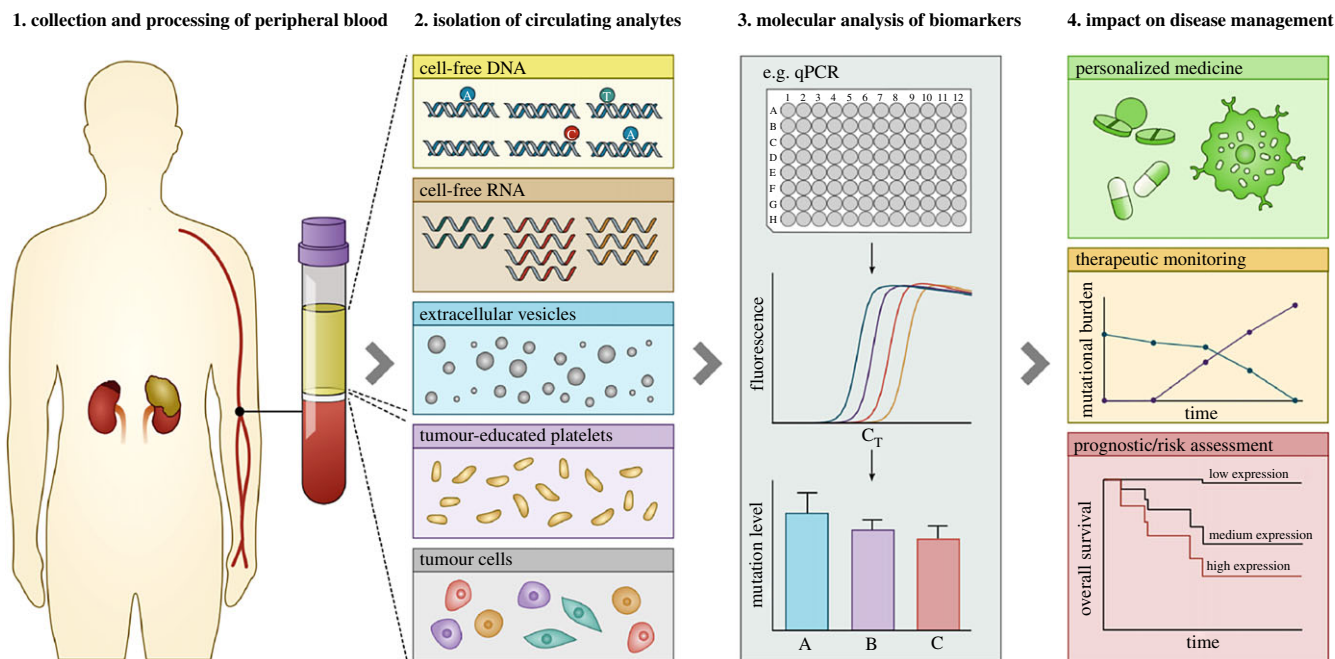 1. collection and processing of peripheral blood
2. isolation of circulating analytes
cell-free DNA
A
T
C
A
cell-free RNA
extracellular vesicles
tumour-educated platelets
tumour cells
3. molecular analysis of biomarkers
e.g. qPCR
1 2 3 4 5 6 7 8 9 10 11 12
A
B
C
D
E
F
G
H
fluorescence
CT
mutation level
A B C
4. impact on disease management
personalized medicine
therapeutic monitoring
mutational burden
time
prognostic/risk assessment
overall survival
low expression
medium expression
high expression
time